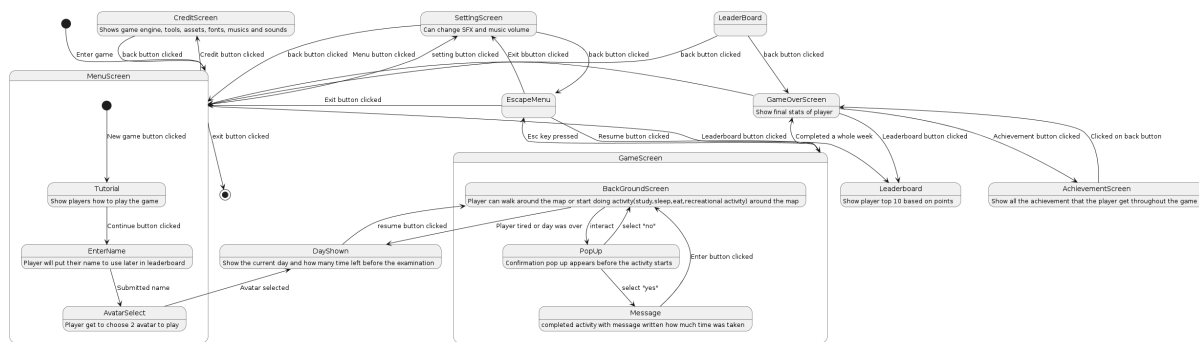 CreditScreen
Shows game engine, tools, assets, fonts, musics and sounds
SettingScreen
Can change SFX and music volume
LeaderBoard
Enter game
back button clicked
Credit button clicked
back button clicked
Menu button clicked
setting button clicked
Exit bbutton clicked
back button clicked
back button clicked
back button clicked
MenuScreen
Exit button clicked
EscapeMenu
GameOverScreen
Show final stats of player
New game button clicked
exit button clicked
Esc key pressed
Resume button clicked
Leaderboard button clicked
Completed a whole week
Leaderboard button clicked
Achievement button clicked
Clicked on back button
GameScreen
Tutorial
Show players how to play the game
BackGroundScreen
Player can walk around the map or start doing activity(study,sleep,eat,recreational activity) around the map
Leaderboard
Show player top 10 based on points
AchievementScreen
Show all the achievement that the player get throughout the game
Continue button clicked
resume button clicked
Player tired or day was over
interact
select "no"
EnterName
Player will put their name to use later in leaderboard
DayShown
Show the current day and how many time left before the examination
PopUp
Confirmation pop up appears before the activity starts
Enter button clicked
Submitted name
Avatar selected
select "yes"
AvatarSelect
Player get to choose 2 avatar to play
Message
completed activity with message written how much time was taken